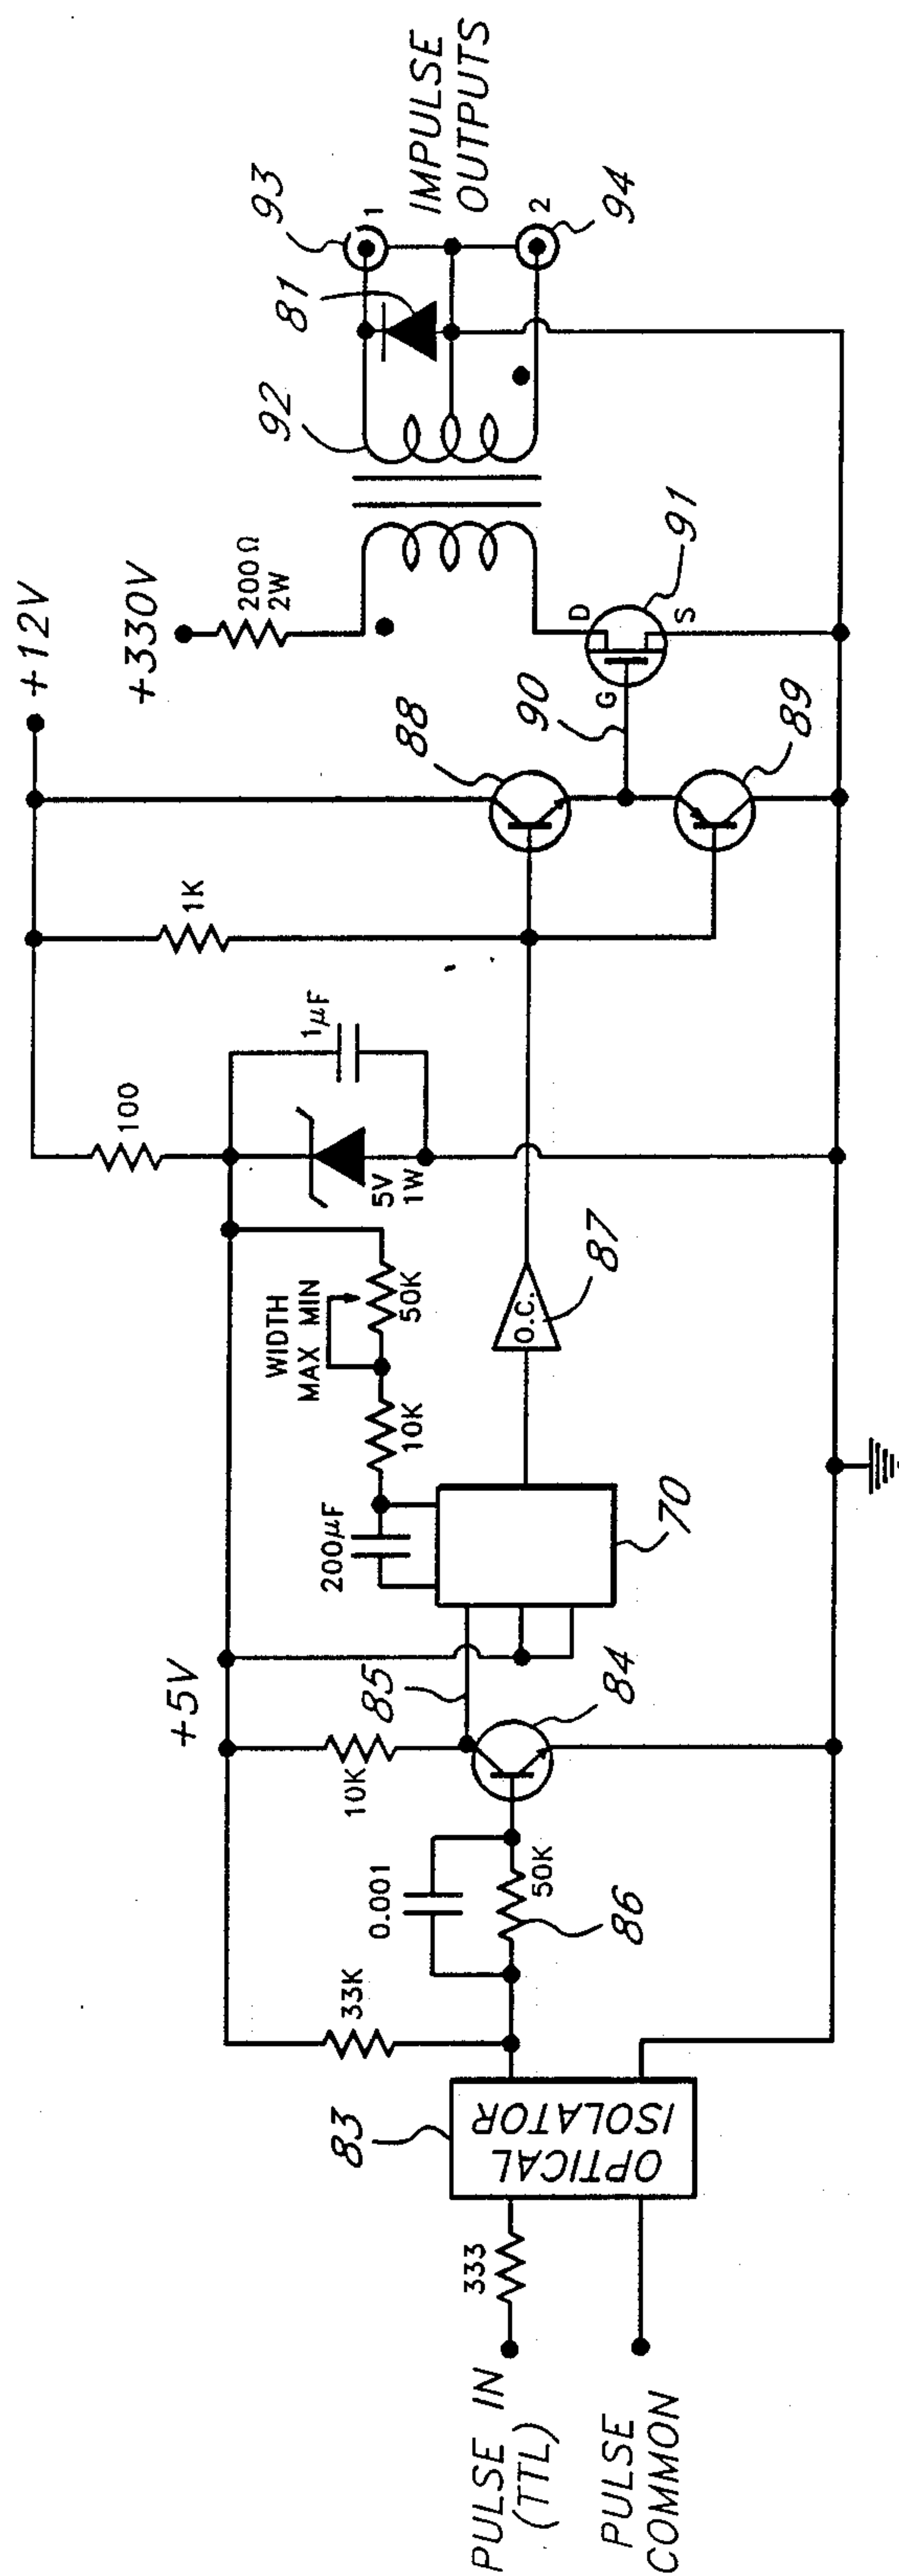 PULSE IN
(TTL)
PULSE
COMMON
333
83
OPTICAL
ISOLATOR
33K
0.001
50K
86
+5V
10K
85
84
200µF
70
10K
WIDTH
MAX MIN
50K
O.C.
87
5V
1W
1µF
100
1K
+12V
+330V
200Ω
2W
88
89
90
G
D
S
91
92
81
93
1
IMPULSE
OUTPUTS
2
94